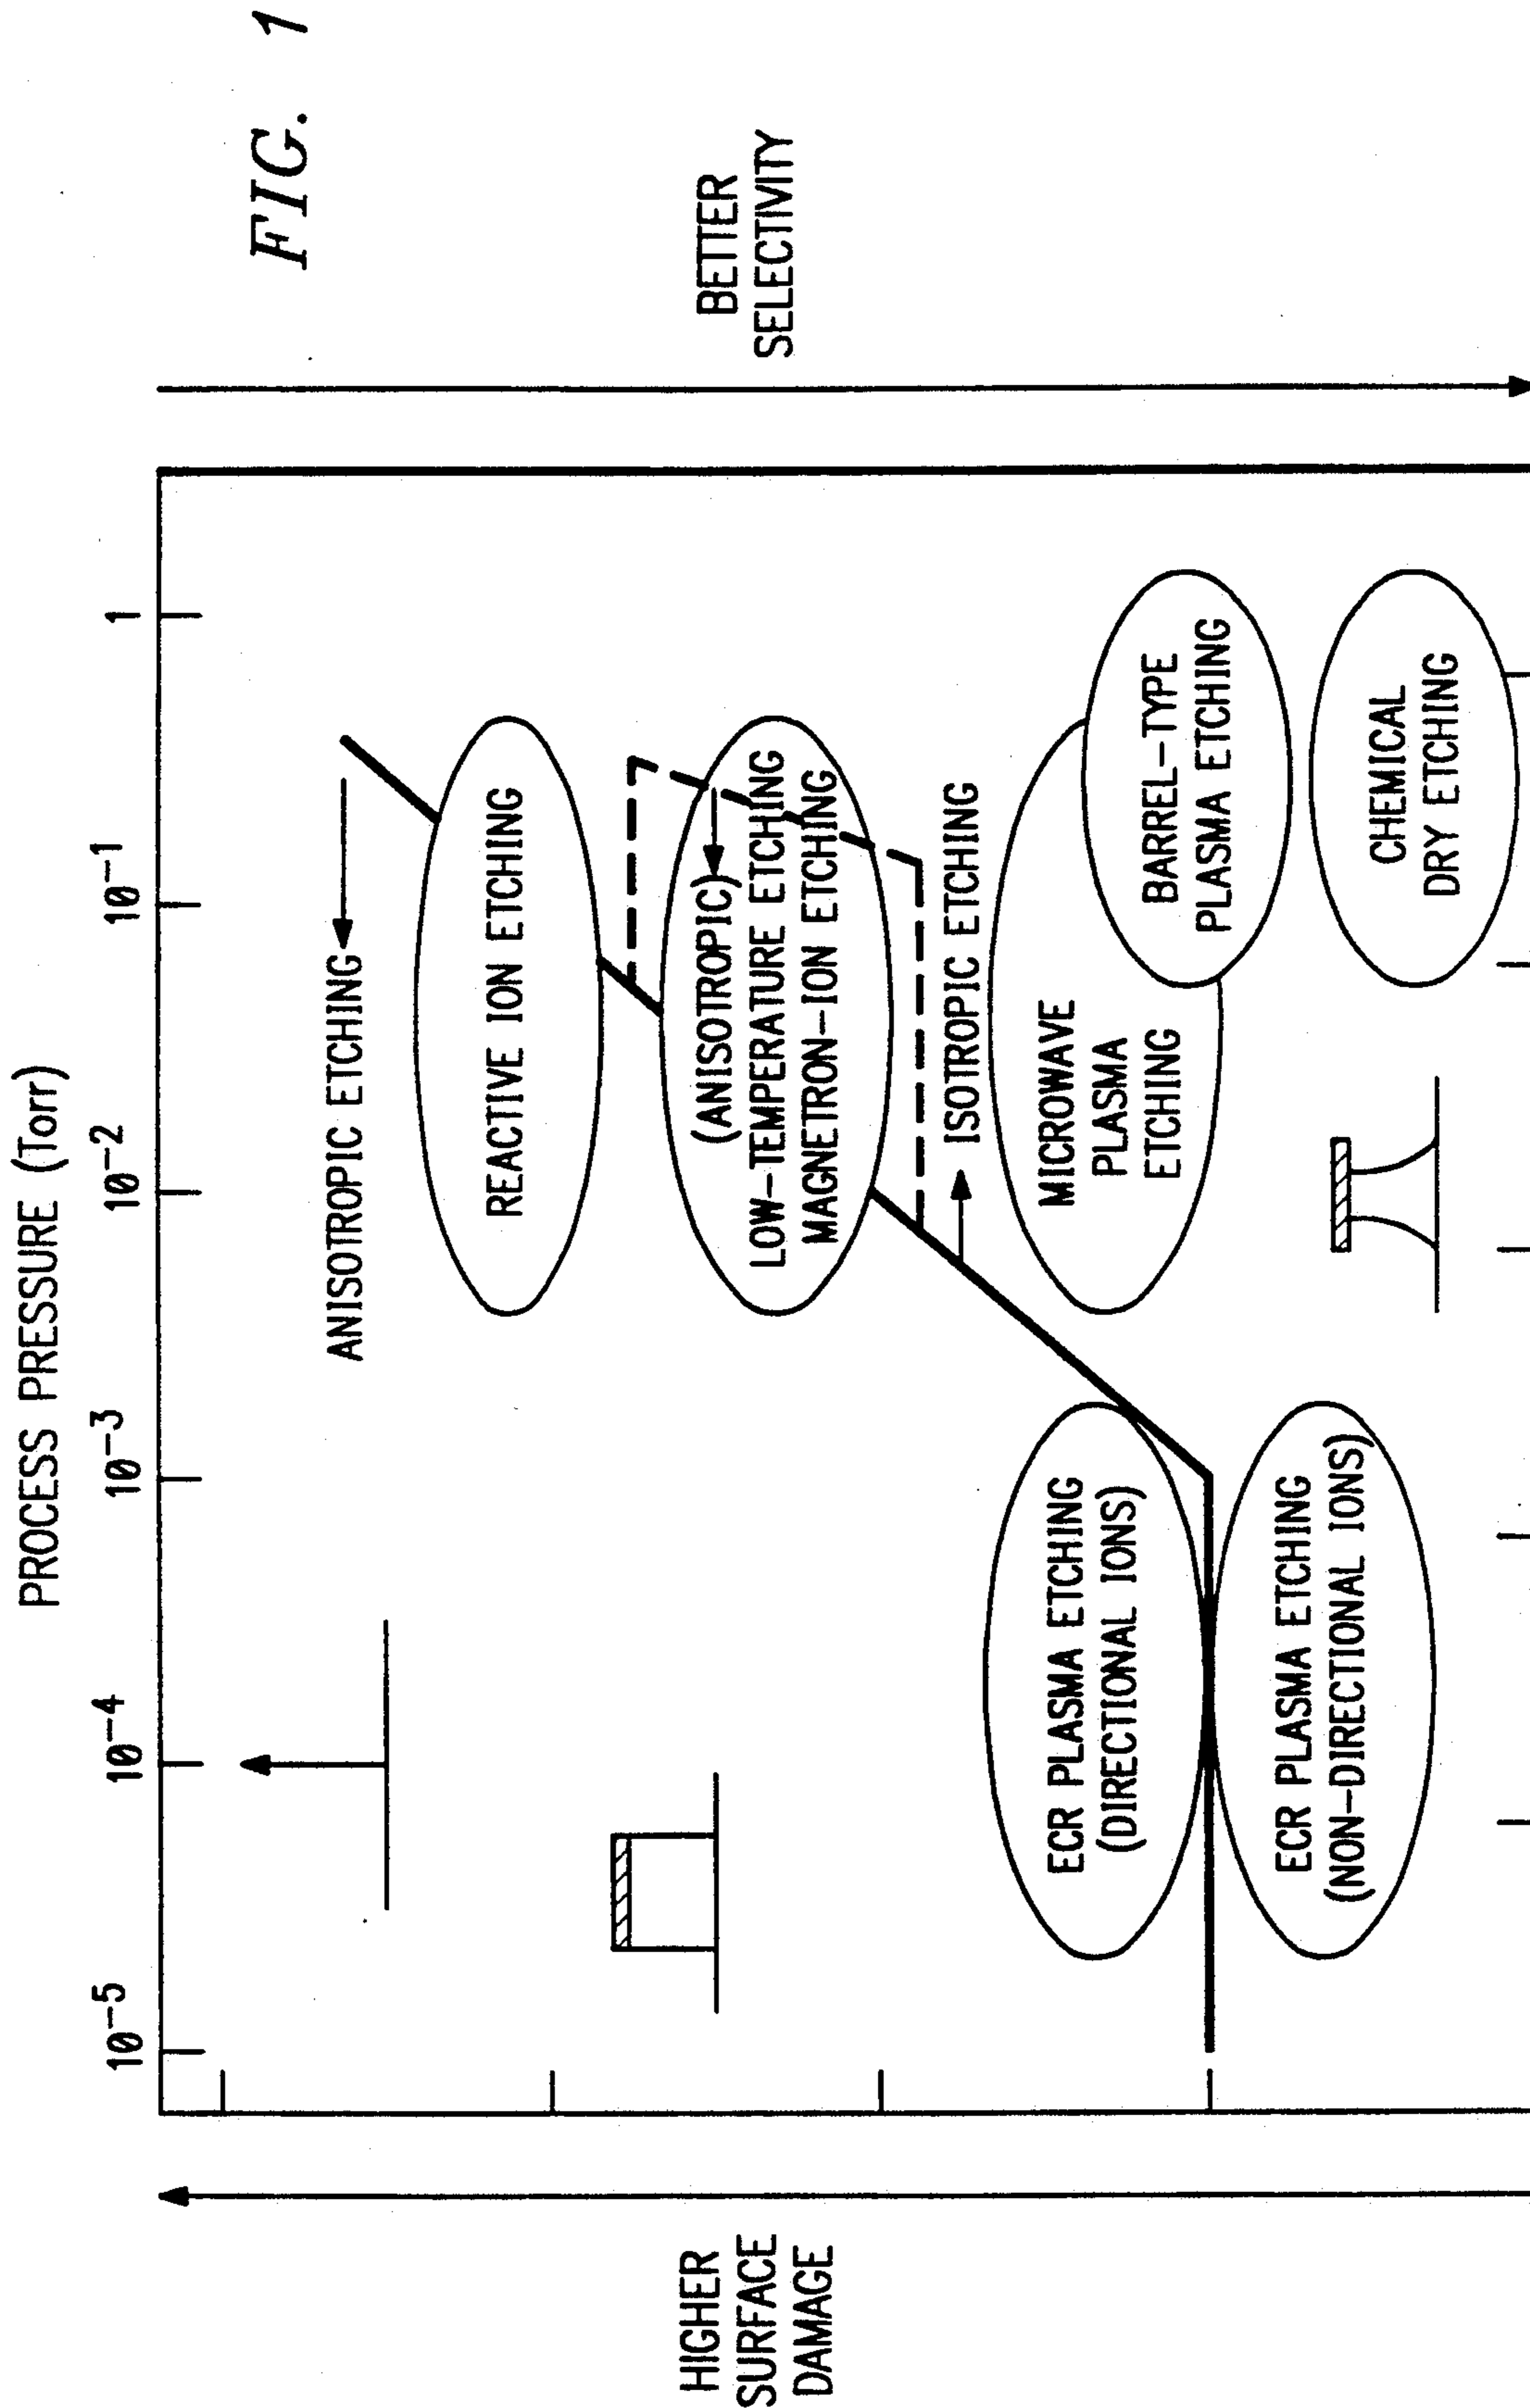 FIG. 1
PROCESS PRESSURE (Torr)
10^-5
10^-4
10^-3
10^-2
10^-1
1
HIGHER
SURFACE
DAMAGE
BETTER
SELECTIVITY
ANISOTROPIC ETCHING
REACTIVE ION ETCHING
(ANISOTROPIC)
LOW-TEMPERATURE ETCHING
MAGNETRON-ION ETCHING
ISOTROPIC ETCHING
MICROWAVE
PLASMA
ETCHING
BARREL-TYPE
PLASMA ETCHING
CHEMICAL
DRY ETCHING
ECR PLASMA ETCHING
(DIRECTIONAL IONS)
ECR PLASMA ETCHING
(NON-DIRECTIONAL IONS)